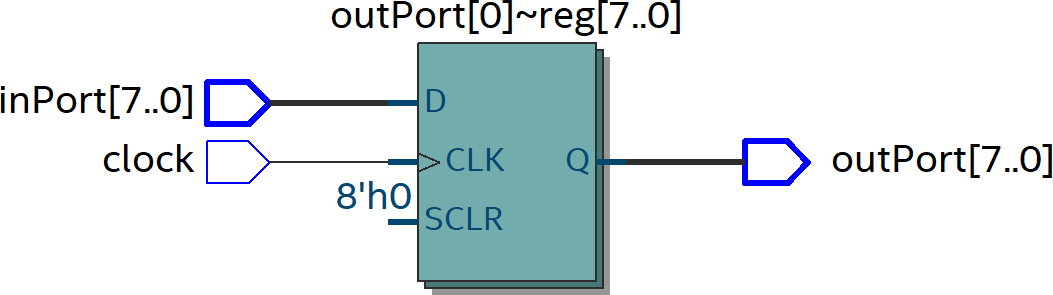 outPort[0]~reg[7..0]
inPort[7..0]
D
clock
CLK
Q
outPort[7..0]
8'h0
SCLR